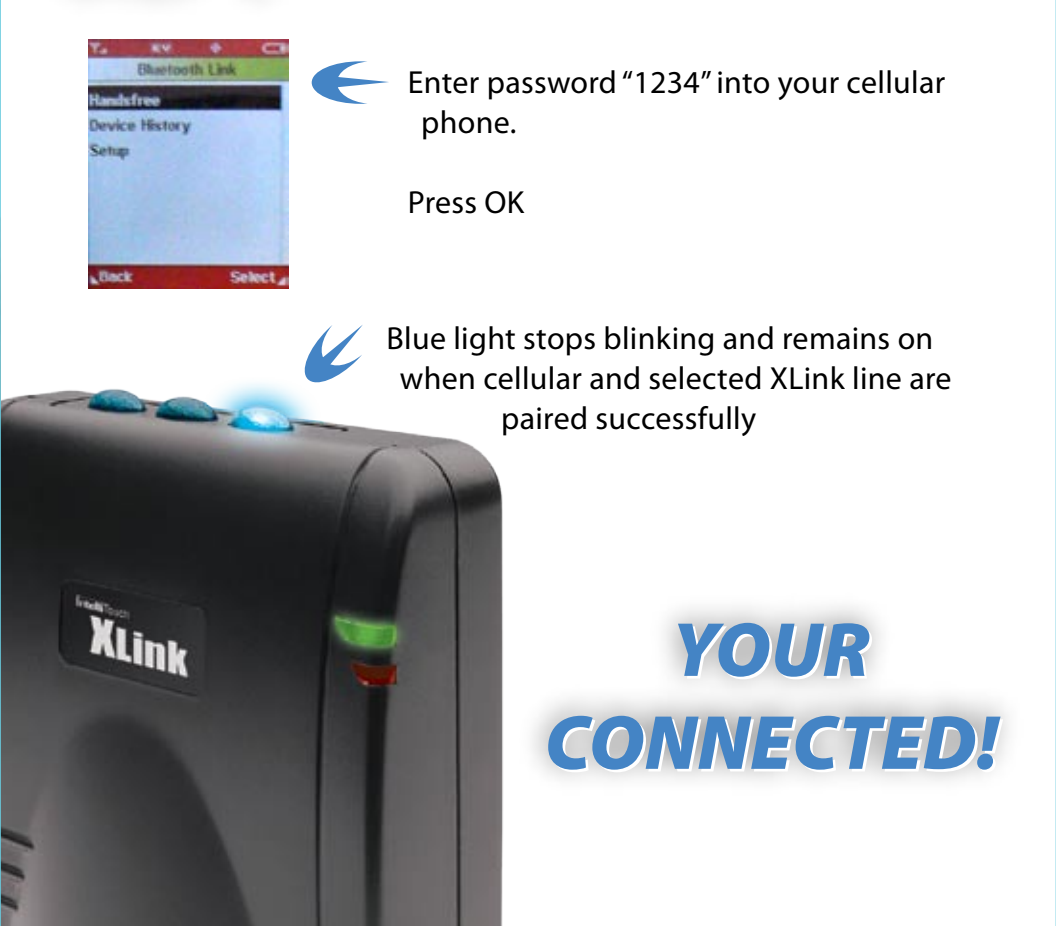 Bluetooth Link
Handsfree
Device History
Setup
Back Select
Enter password “1234” into your cellular
phone.
Press OK
Blue light stops blinking and remains on
when cellular and selected XLink line are
paired successfully
IntelliTouch
XLink
YOUR
CONNECTED!